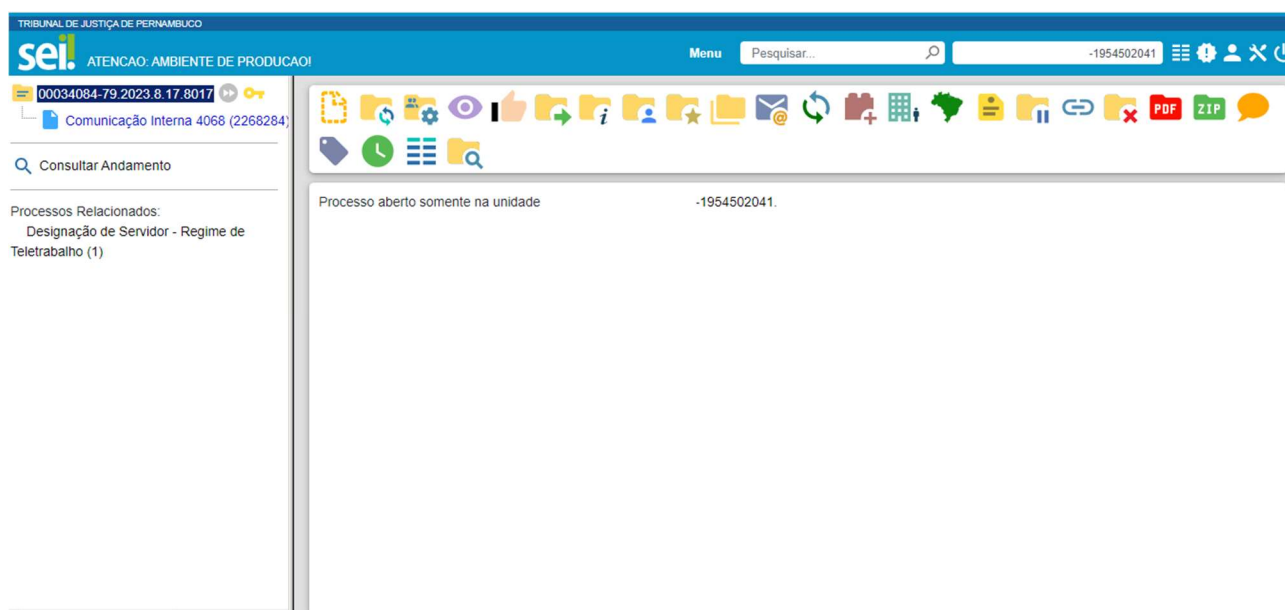 TRIBUNAL DE JUSTIÇA DE PERNAMBUCO
sei! ATENCAO: AMBIENTE DE PRODUCAO!
Menu
Pesquisar...
-1954502041
00034084-79.2023.8.17.8017
Comunicação Interna 4068 (2268284)
Consultar Andamento
Processos Relacionados:
Designação de Servidor - Regime de
Teletrabalho (1)
PDF
ZIP
Processo aberto somente na unidade -1954502041.